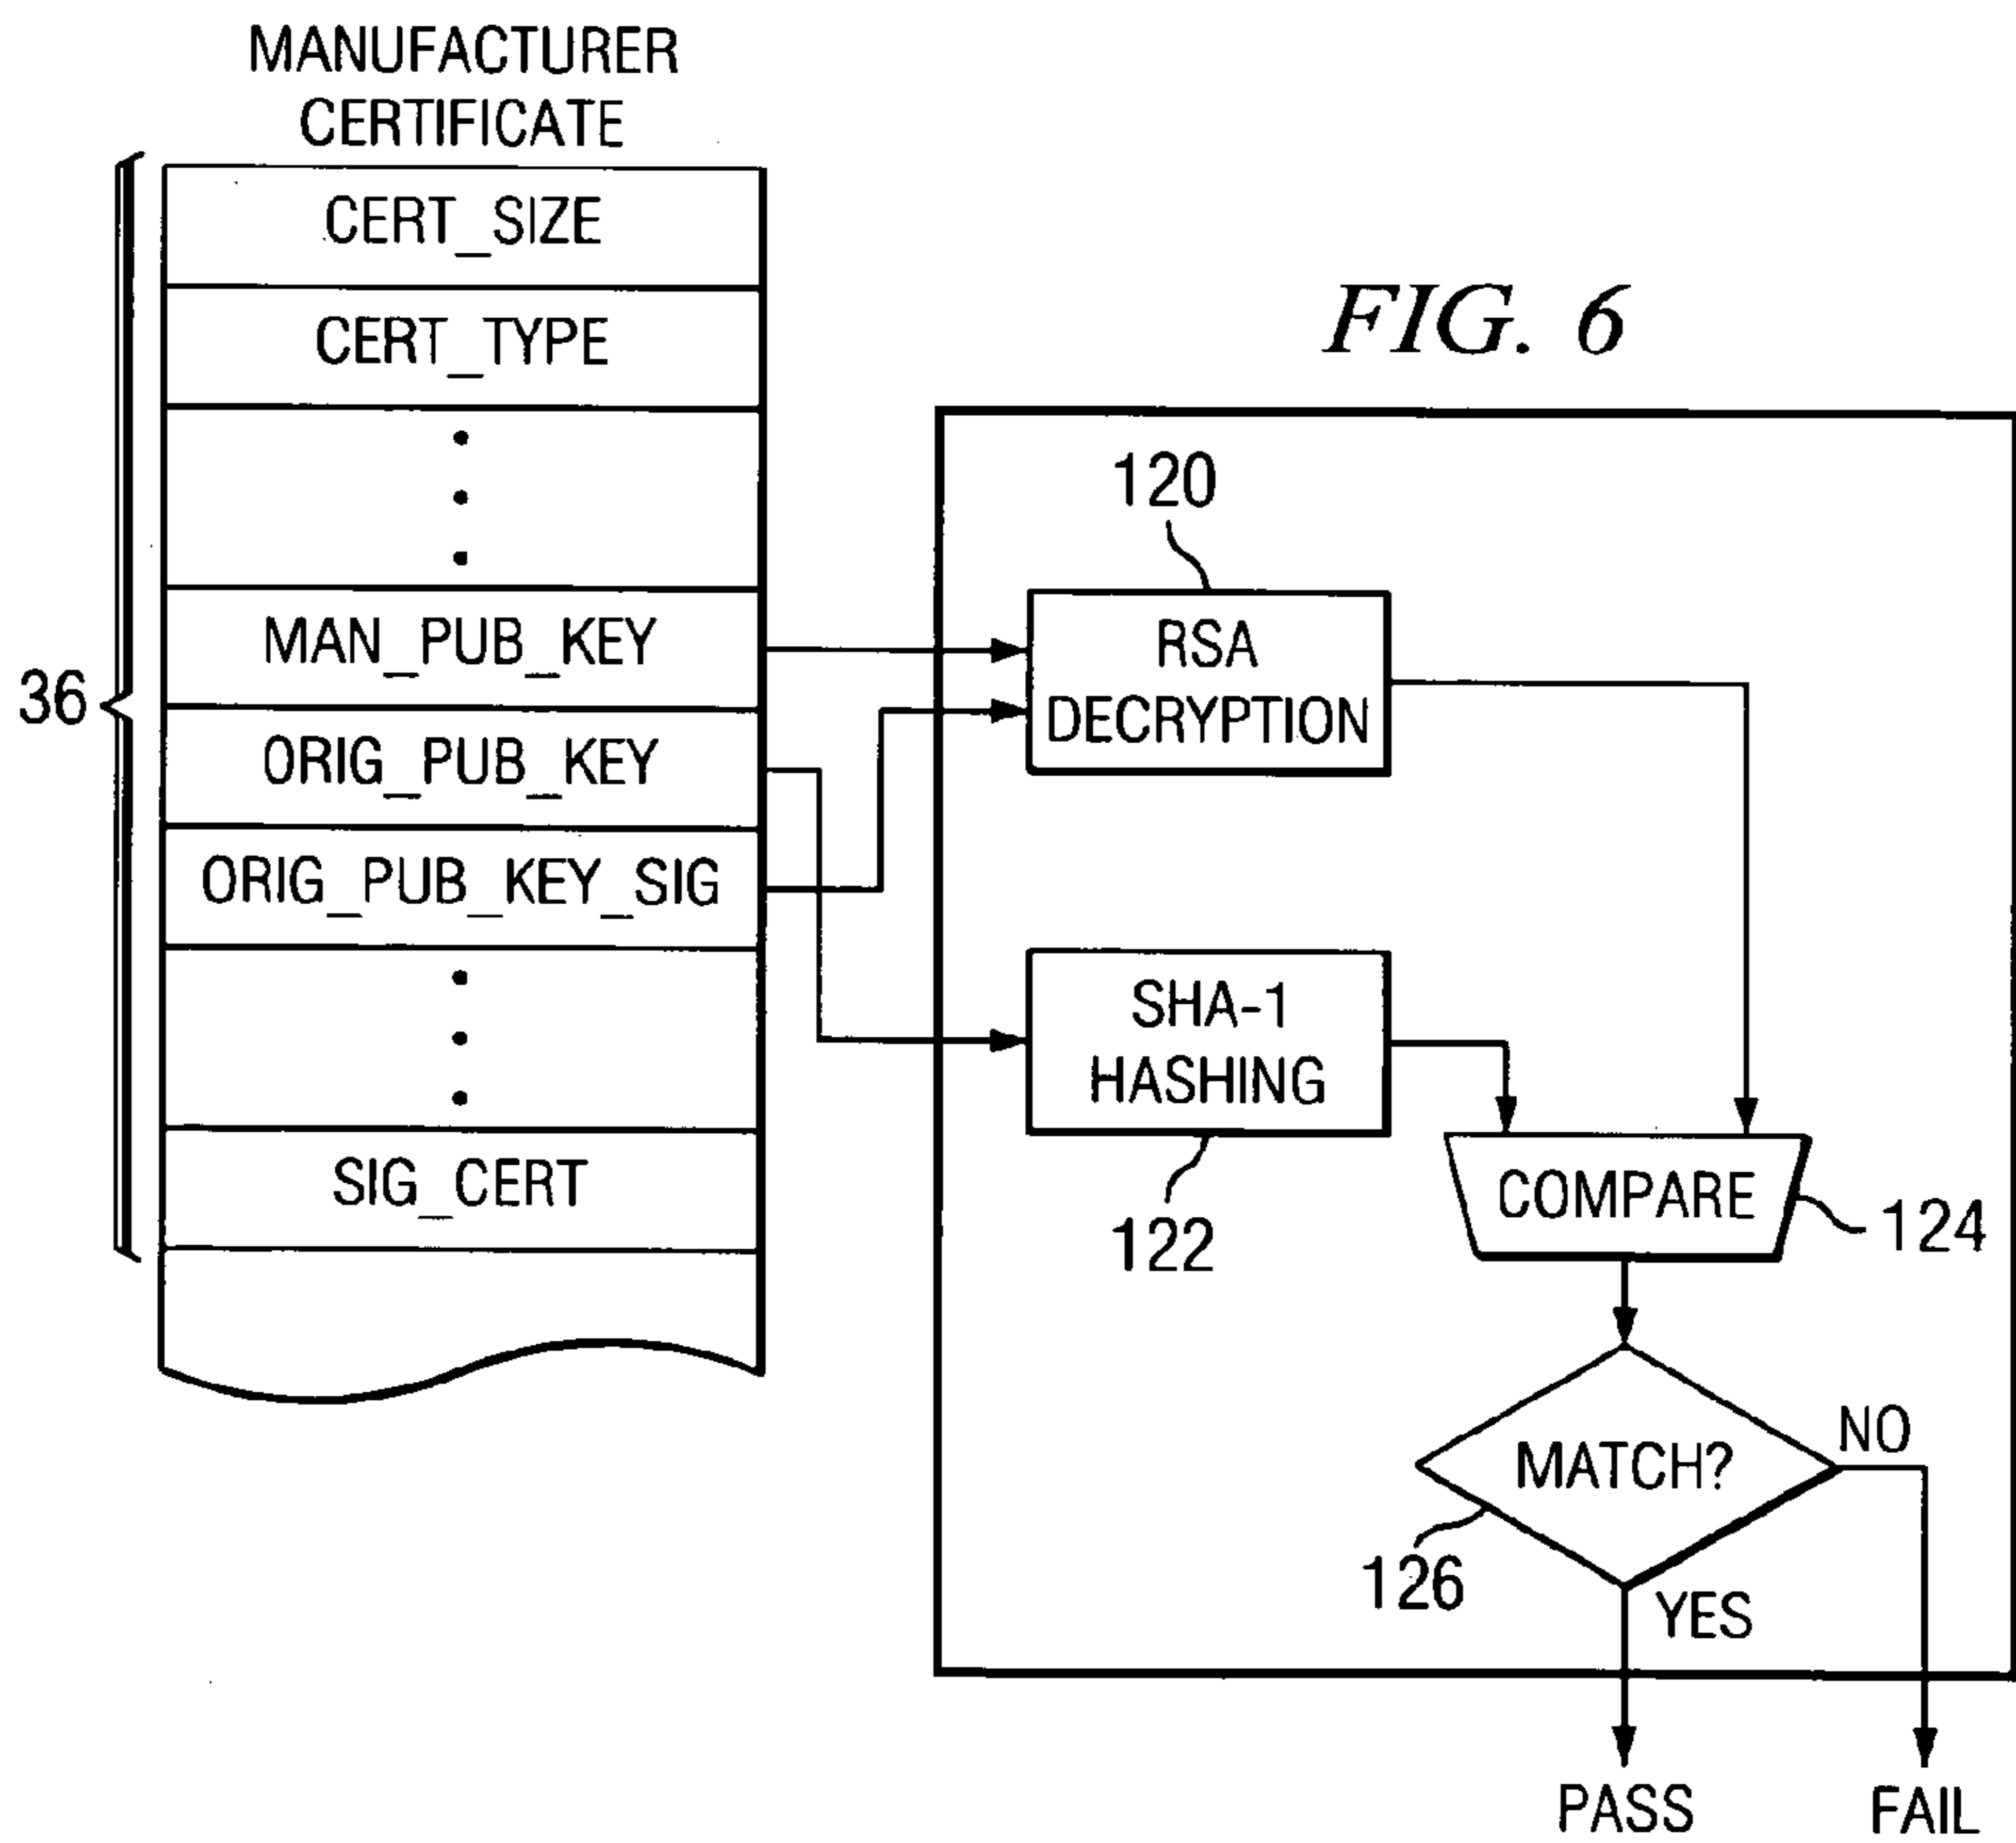 MANUFACTURER
CERTIFICATE
CERT_SIZE
CERT_TYPE
FIG. 6
120
MAN_PUB_KEY
RSA
DECRYPTION
36
ORIG_PUB_KEY
ORIG_PUB_KEY_SIG
SHA-1
HASHING
SIG_CERT
122
COMPARE
124
MATCH?
NO
126
YES
PASS
FAIL